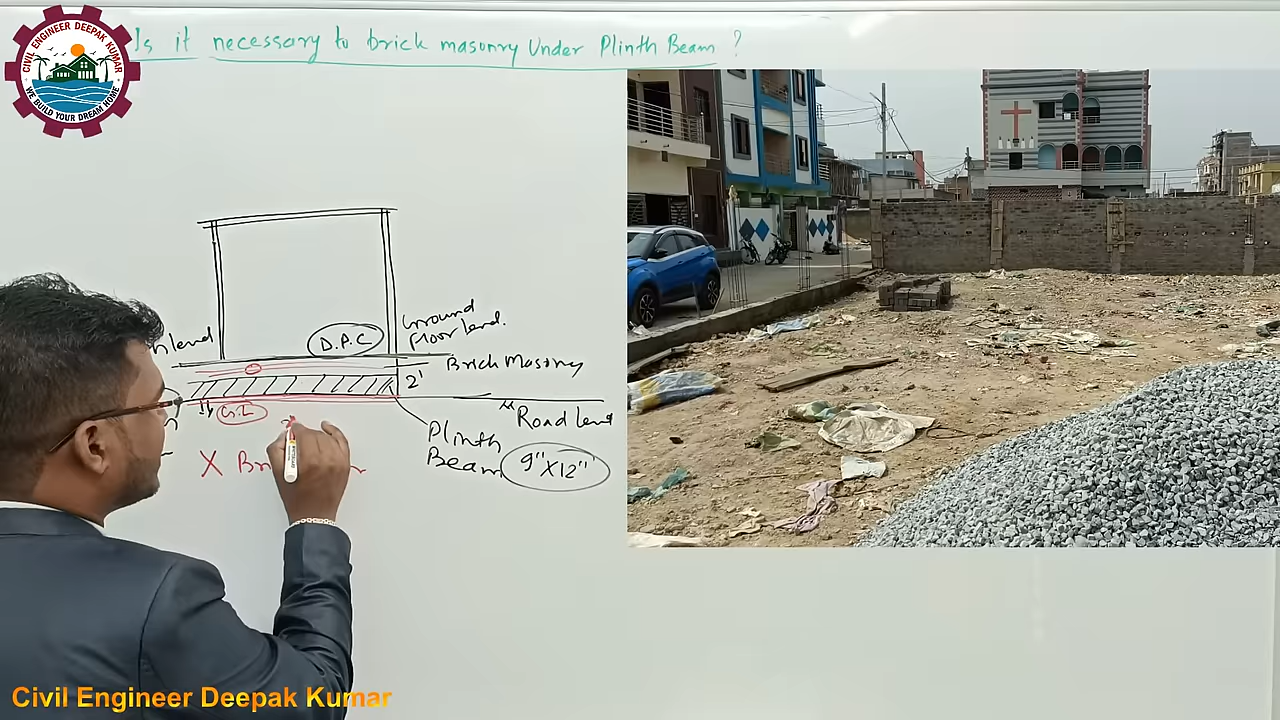 CIVIL ENGINEER DEEPAK KUMAR
WE BUILD YOUR DREAM HOME
Is it necessary to brick masonry Under Plinth Beam ?
D.P.C
Ground
floor level.
Brick Masonry
2'
G.L
Road level
Plinth
Beam
9"X12"
X
Civil Engineer Deepak Kumar